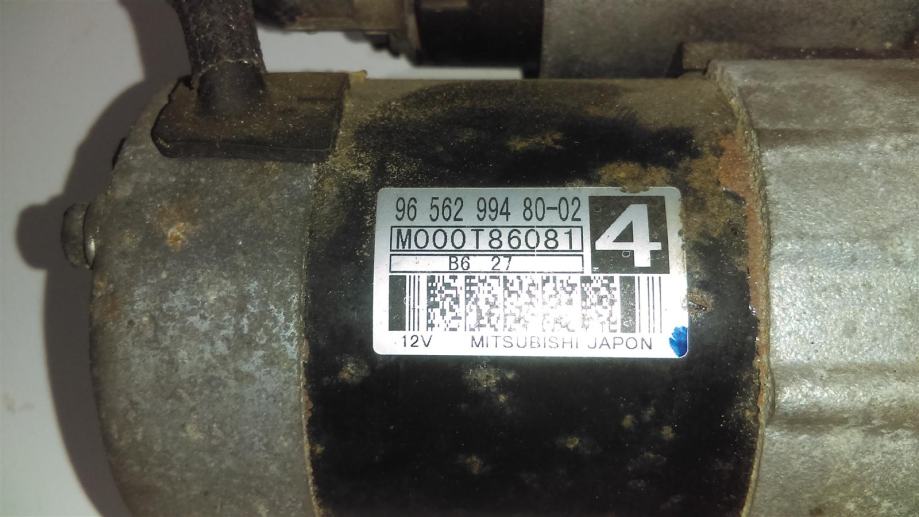 96 562 994 80-02
4
M000T86081
B6 27
12V MITSUBISHI JAPON